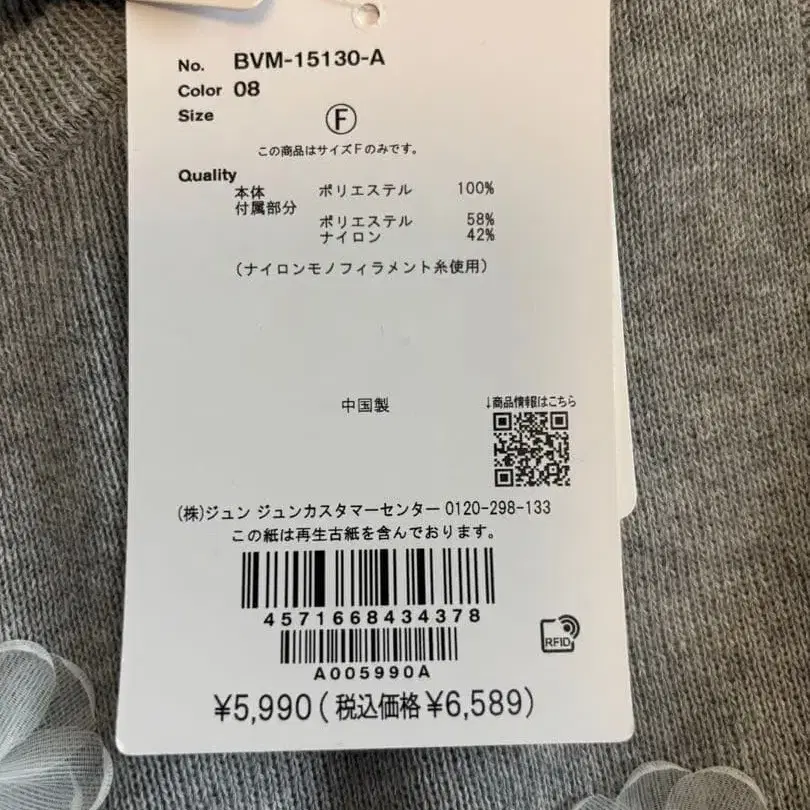 No. BVM-15130-A
Color 08
Size Ⓕ
この商品はサイズFのみです。
Quality
本体 ポリエステル 100%
付属部分
ポリエステル 58%
ナイロン 42%
(ナイロンモノフィラメント糸使用)
中国製
↓商品情報はこちら
(株)ジュン ジュンカスタマーセンター 0120-298-133
この紙は再生古紙を含んでおります。
4571668434378
RFID
A005990A
¥5,990(税込価格¥6,589)